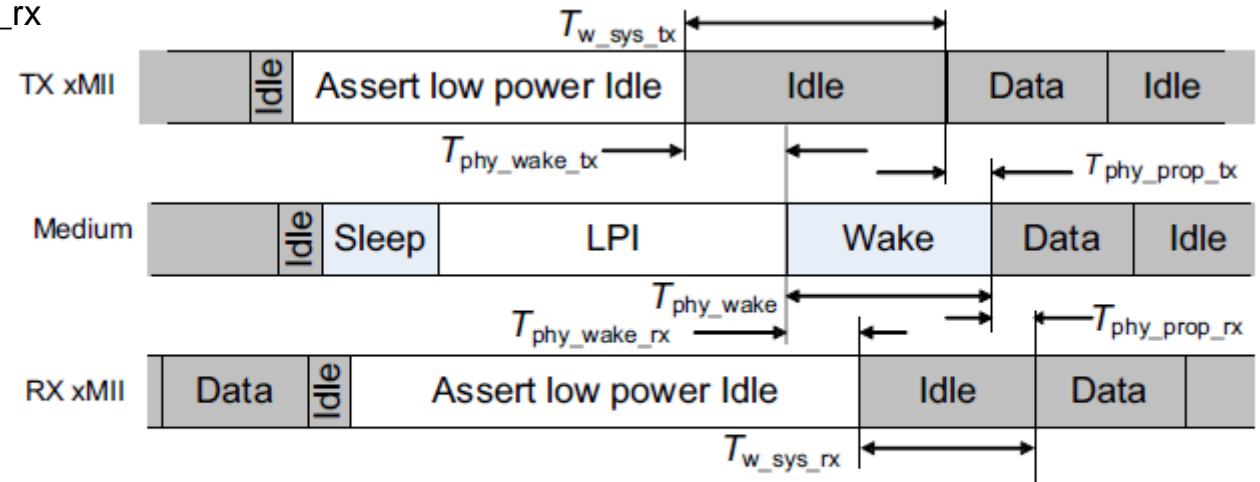 _rx
T_w_sys_tx
TX xMII Idle Assert low power Idle Idle Data Idle
T_phy_wake_tx T_phy_prop_tx
Medium Idle Sleep LPI Wake Data Idle
T_phy_wake
T_phy_wake_rx T_phy_prop_rx
RX xMII Data Idle Assert low power Idle Idle Data
T_w_sys_rx